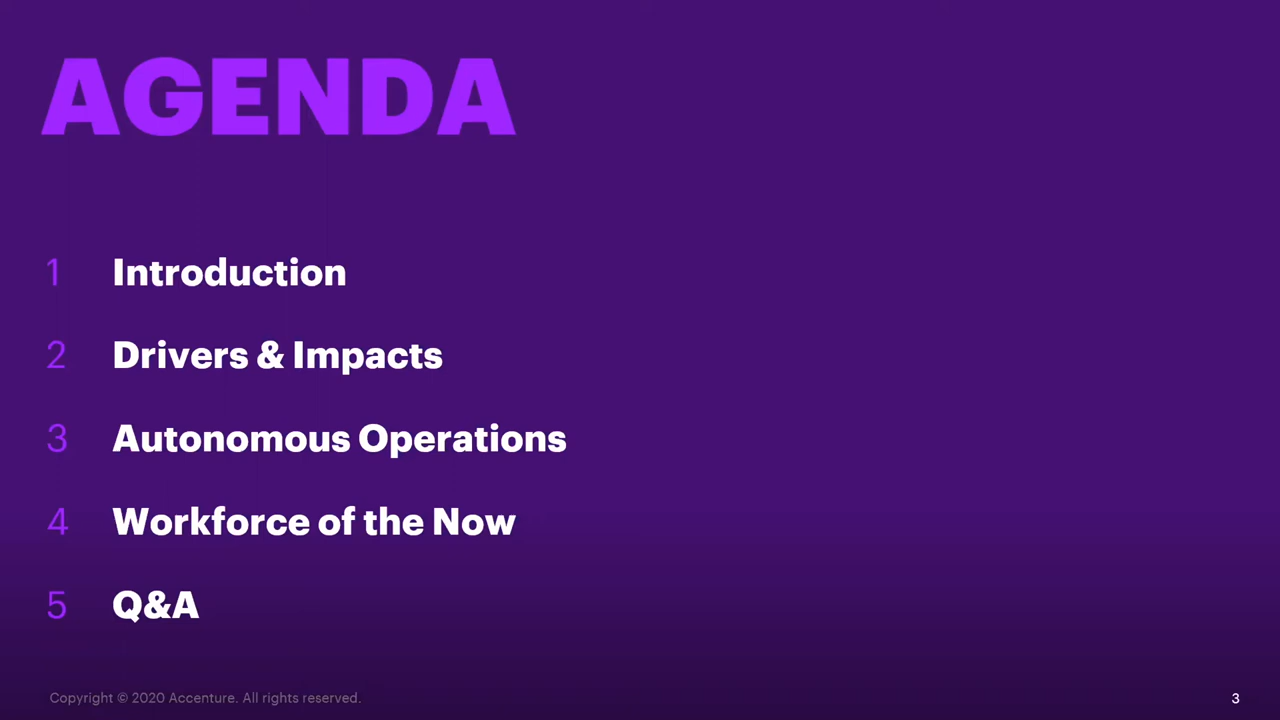 AGENDA
1 Introduction
2 Drivers & Impacts
3 Autonomous Operations
4 Workforce of the Now
5 Q&A
Copyright © 2020 Accenture. All rights reserved. 3